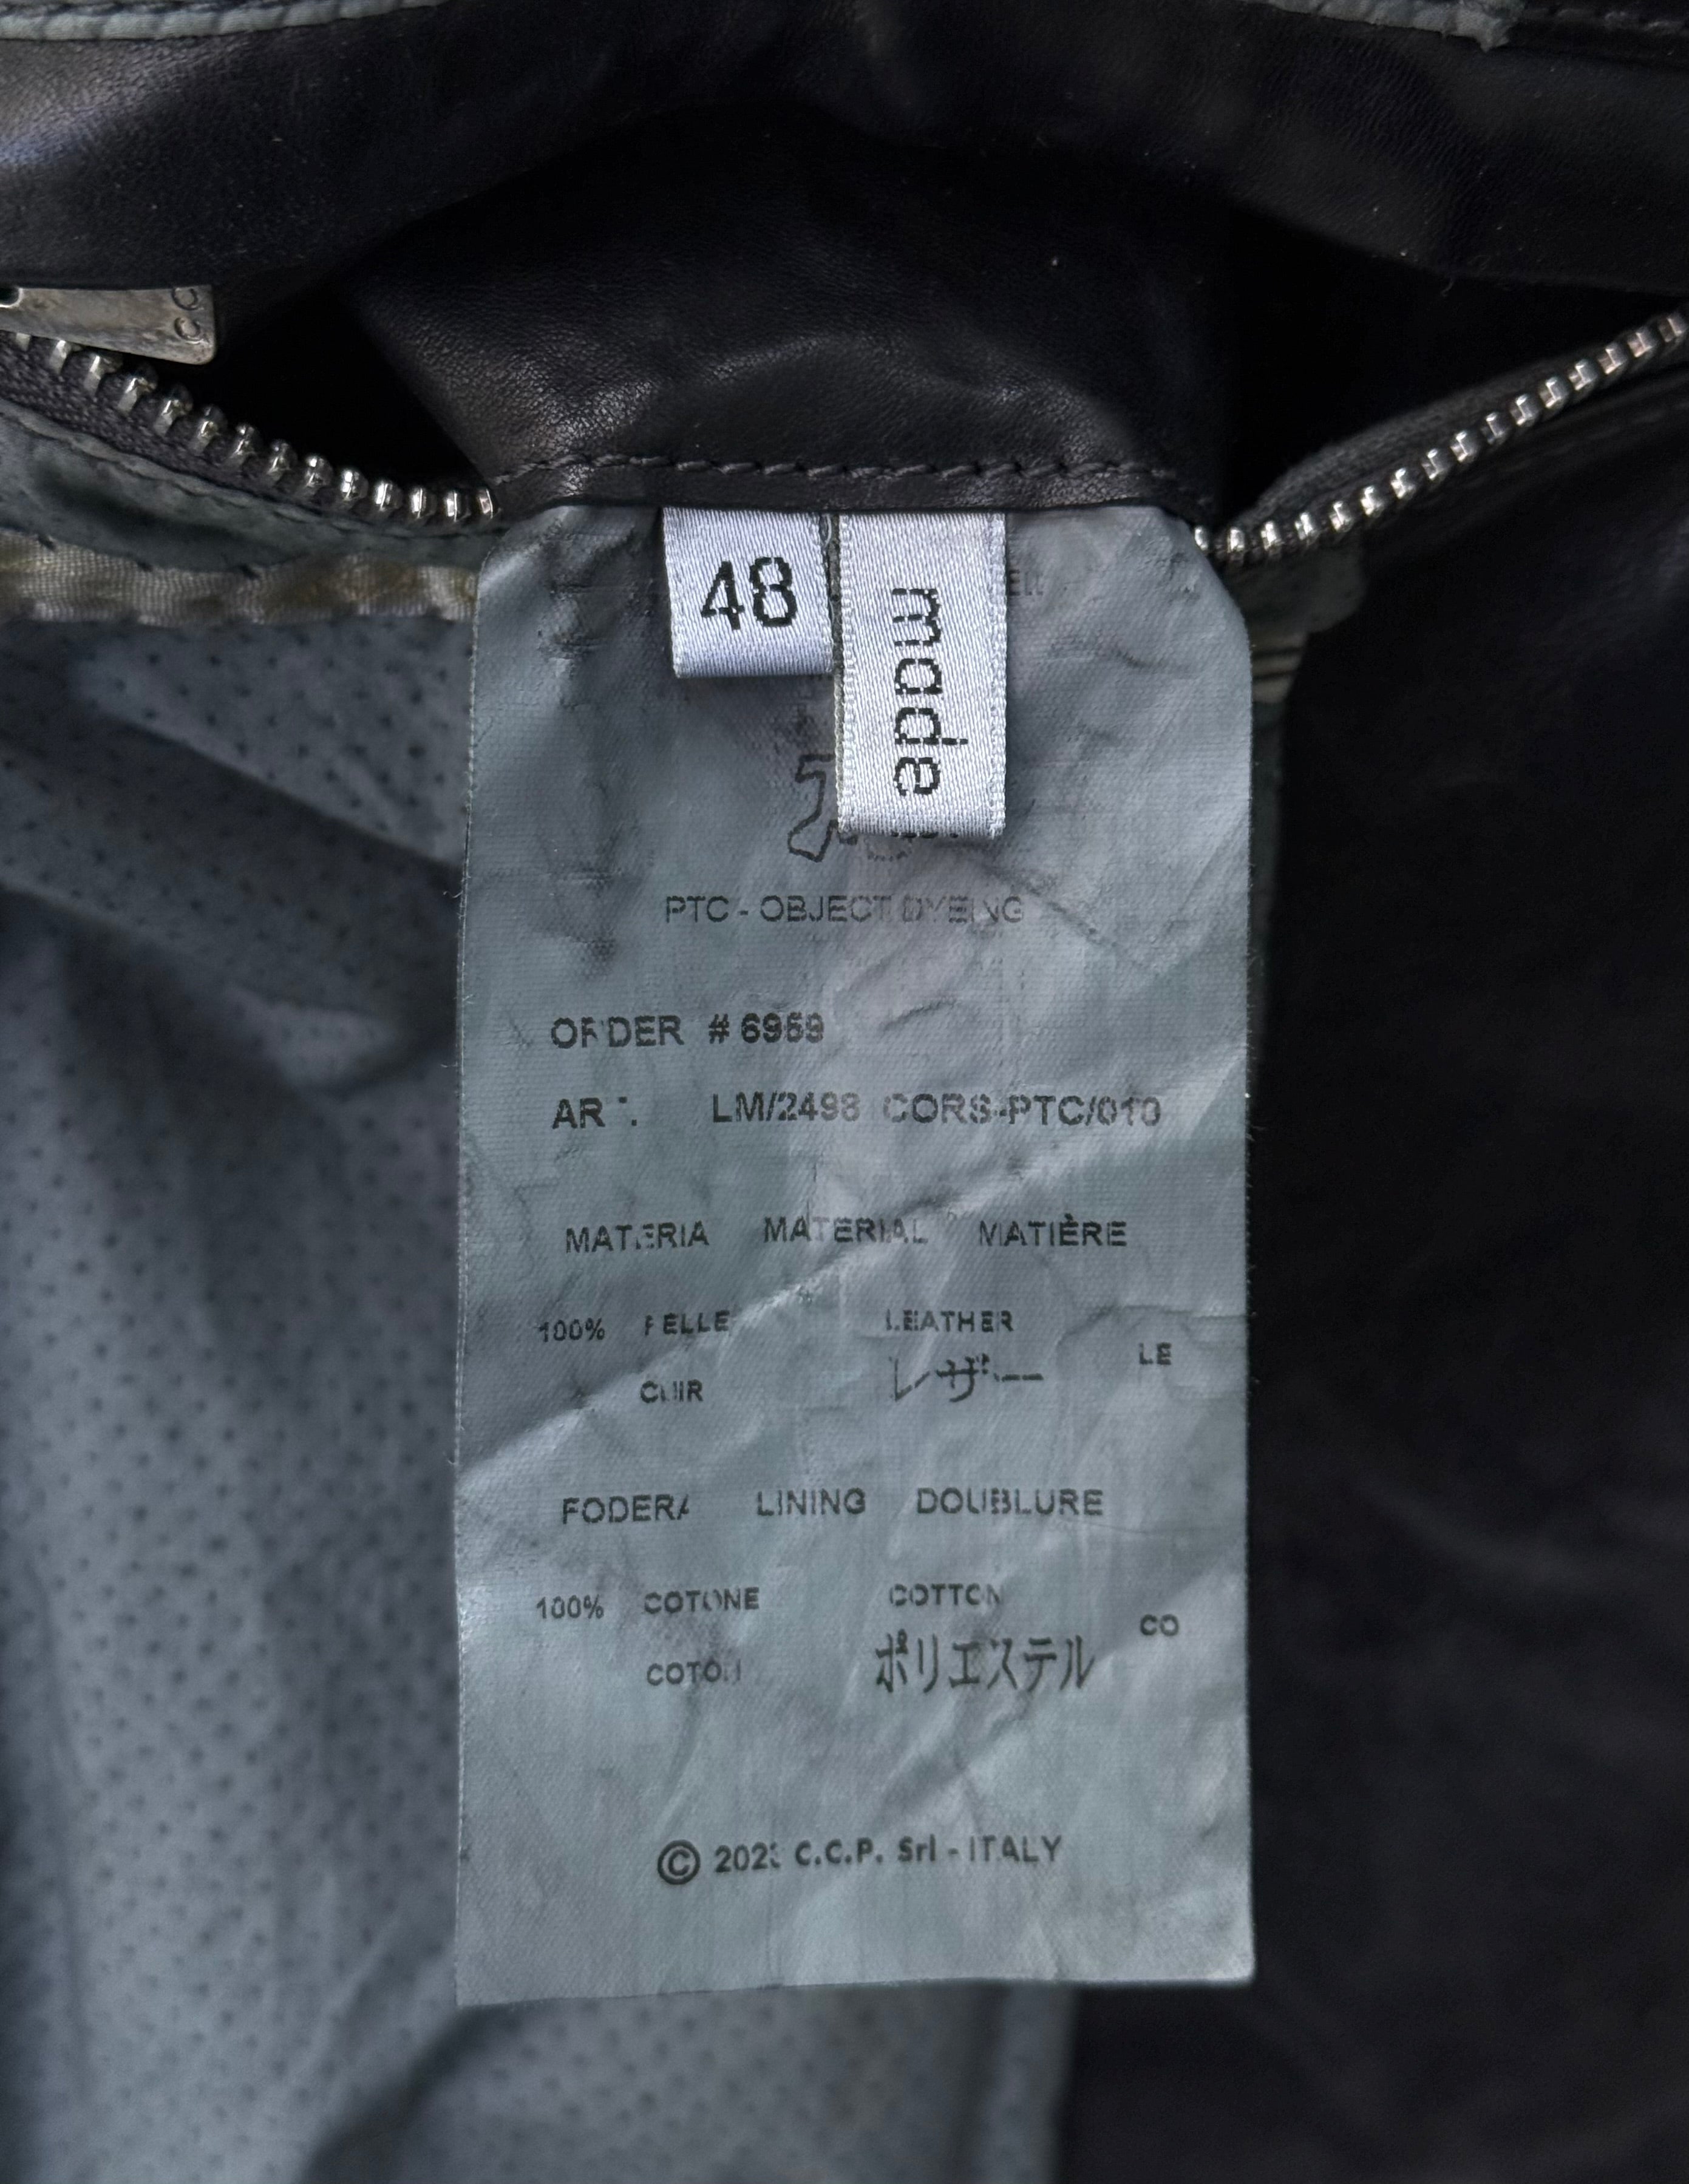 48
made
PTC - OBJECT DYEING
ORDER # 6969
ART. LM/2498 CORS-PTC/010
MATERIA MATERIAL MATIÈRE
100% PELLE LEATHER
CUIR レザー LE
FODERA LINING DOUBLURE
100% COTONE COTTON
COTON ポリエステル CO
© 2023 C.C.P. Srl - ITALY